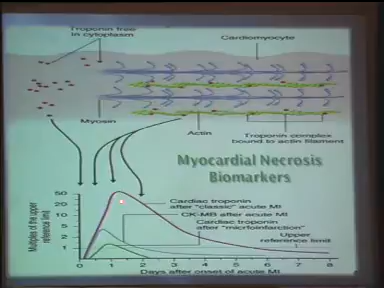 Troponin free
in cytoplasm
Cardiomyocyte
Myosin
Actin
Troponin complex
bound to actin filament
Myocardial Necrosis
Biomarkers
Multiples of the upper
reference limit
50
20
10
5
2
1
Cardiac troponin
after "classic" acute MI
CK-MB after acute MI
Cardiac troponin
after "microinfarction"
Upper
reference limit
0 1 2 3 4 5 6 7 8
Days after onset of acute MI